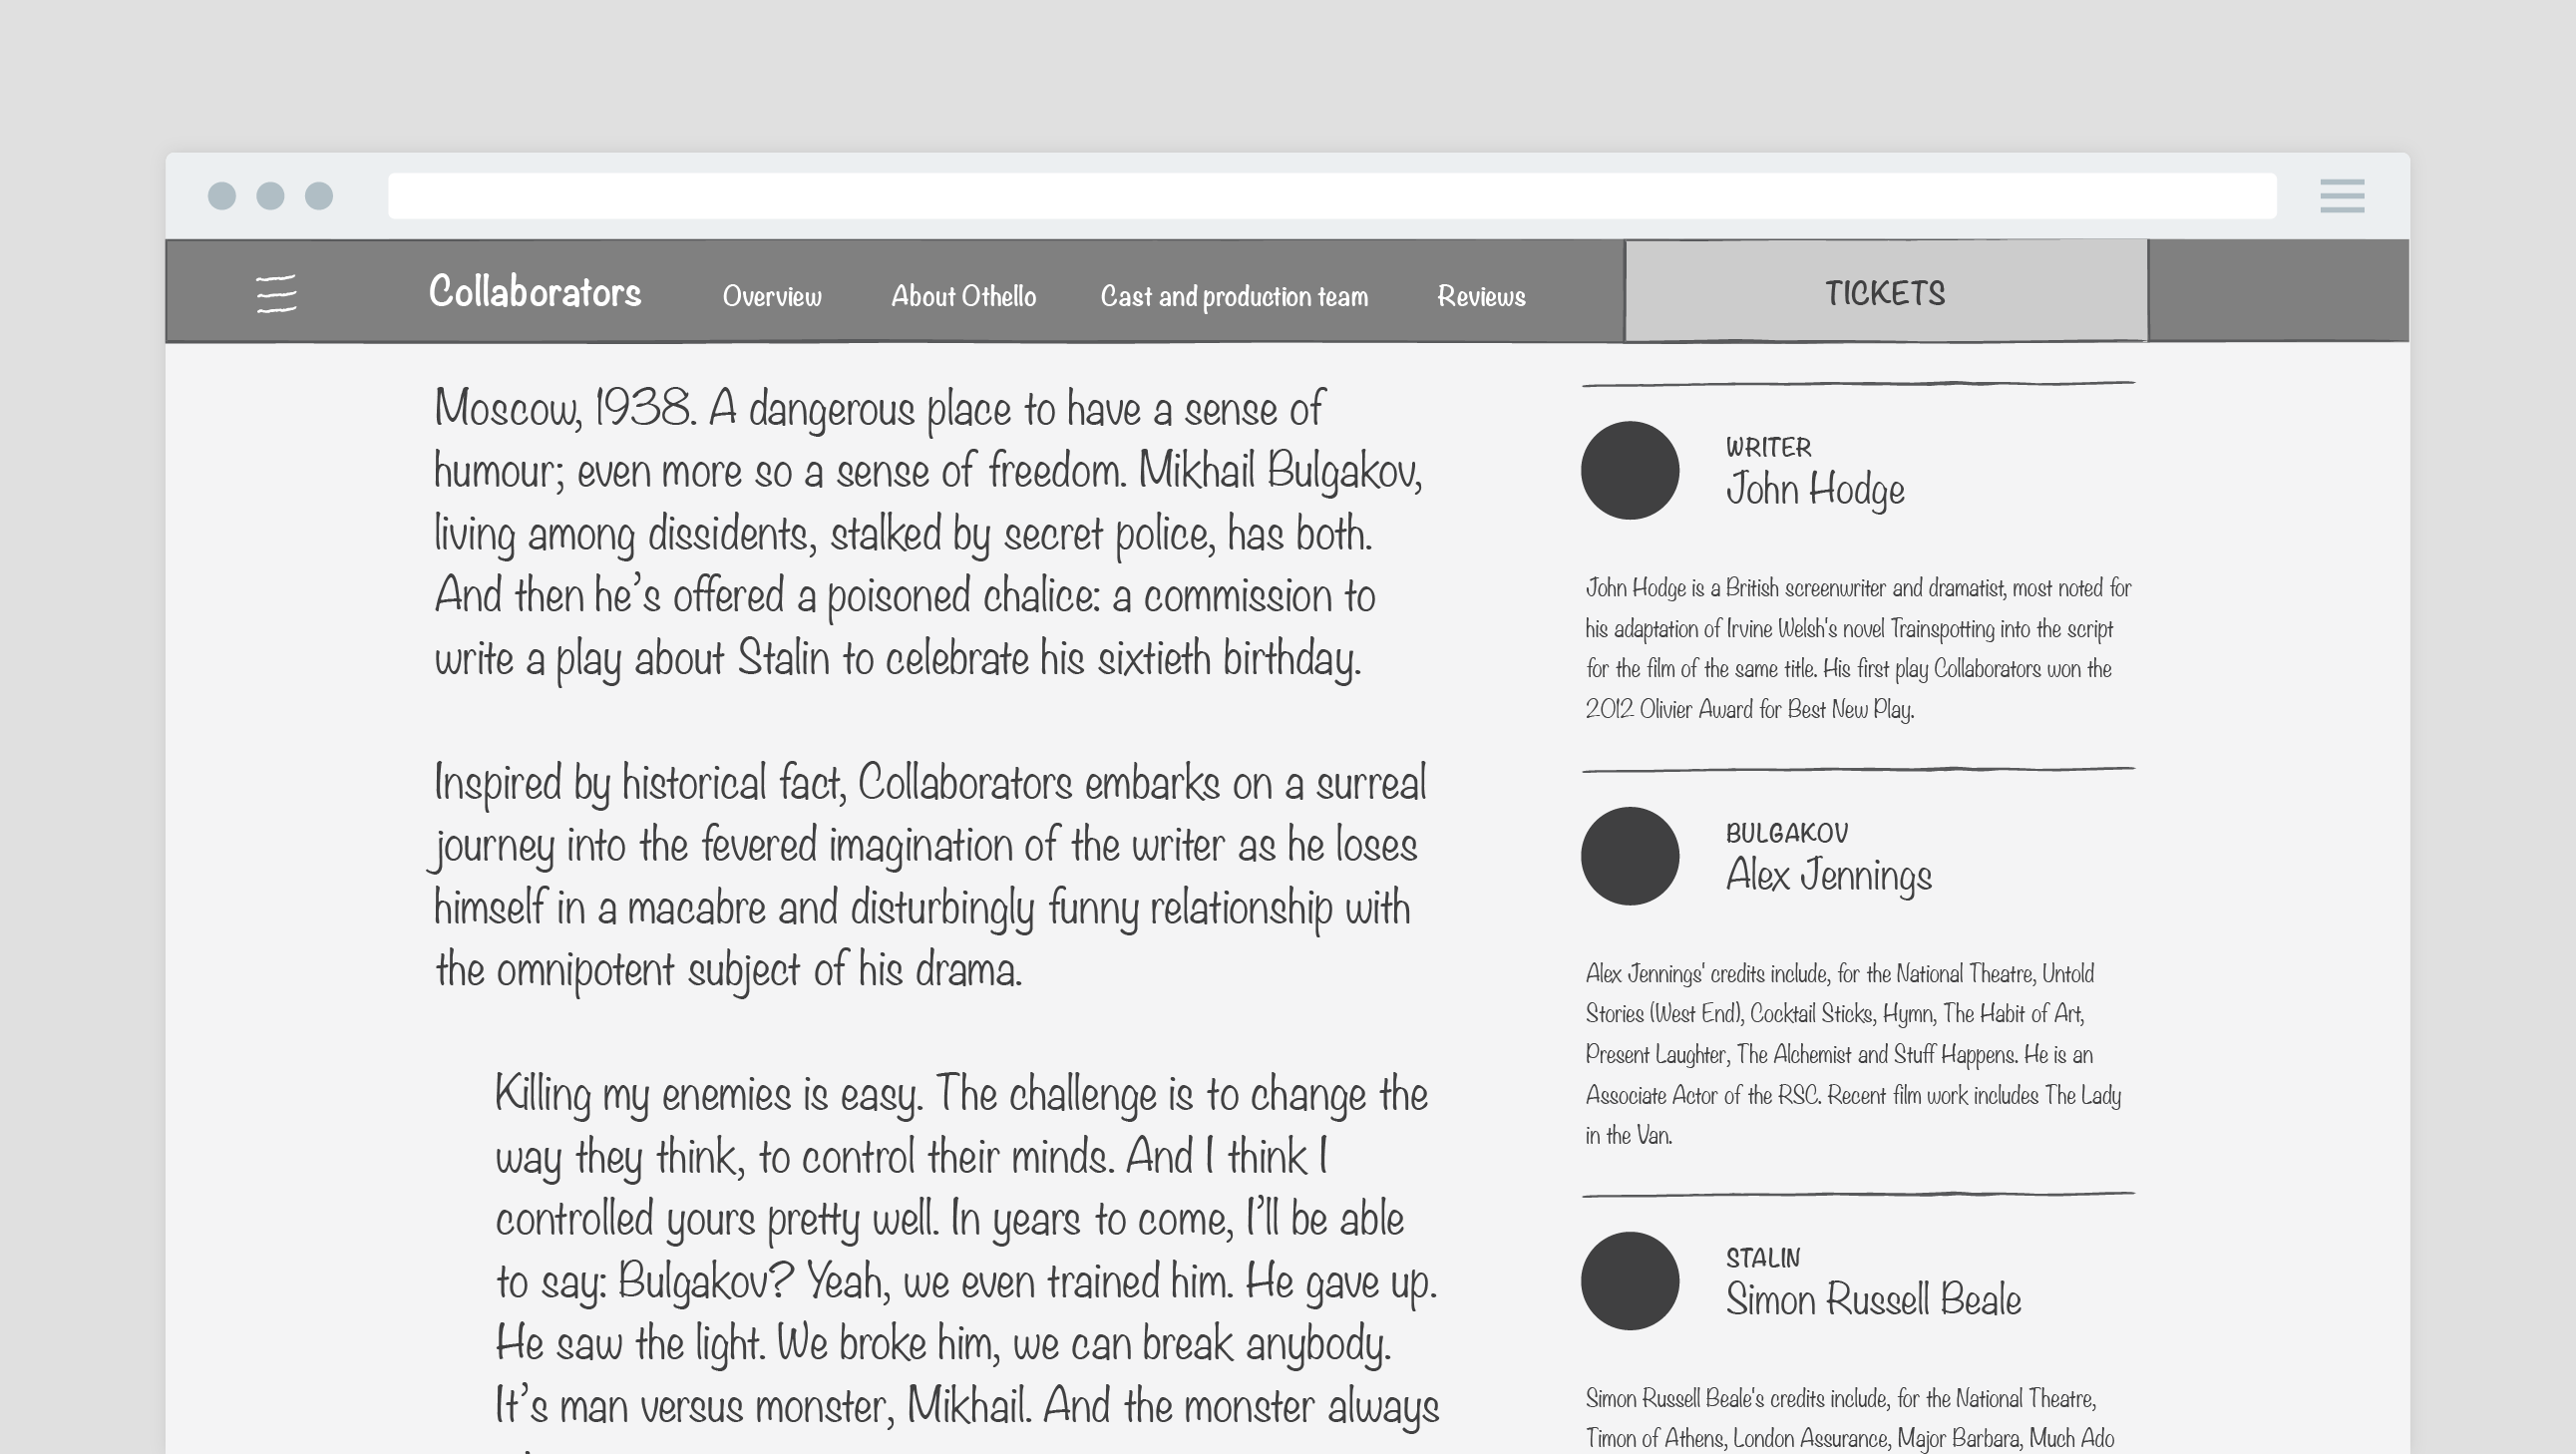 Collaborators Overview About Othello Cast and production team Reviews TICKETS
Moscow, 1938. A dangerous place to have a sense of
humour; even more so a sense of freedom. Mikhail Bulgakov,
living among dissidents, stalked by secret police, has both.
And then he’s offered a poisoned chalice: a commission to
write a play about Stalin to celebrate his sixtieth birthday.
Inspired by historical fact, Collaborators embarks on a surreal
journey into the fevered imagination of the writer as he loses
himself in a macabre and disturbingly funny relationship with
the omnipotent subject of his drama.
Killing my enemies is easy. The challenge is to change the
way they think, to control their minds. And I think I
controlled yours pretty well. In years to come, I’ll be able
to say: Bulgakov? Yeah, we even trained him. He gave up.
He saw the light. We broke him, we can break anybody.
It’s man versus monster, Mikhail. And the monster always
WRITER
John Hodge
John Hodge is a British screenwriter and dramatist, most noted for
his adaptation of Irvine Welsh's novel Trainspotting into the script
for the film of the same title. His first play Collaborators won the
2012 Olivier Award for Best New Play.
BULGAKOV
Alex Jennings
Alex Jennings' credits include, for the National Theatre, Untold
Stories (West End), Cocktail Sticks, Hymn, The Habit of Art,
Present Laughter, The Alchemist and Stuff Happens. He is an
Associate Actor of the RSC. Recent film work includes The Lady
in the Van.
STALIN
Simon Russell Beale
Simon Russell Beale's credits include, for the National Theatre,
Timon of Athens, London Assurance, Major Barbara, Much Ado